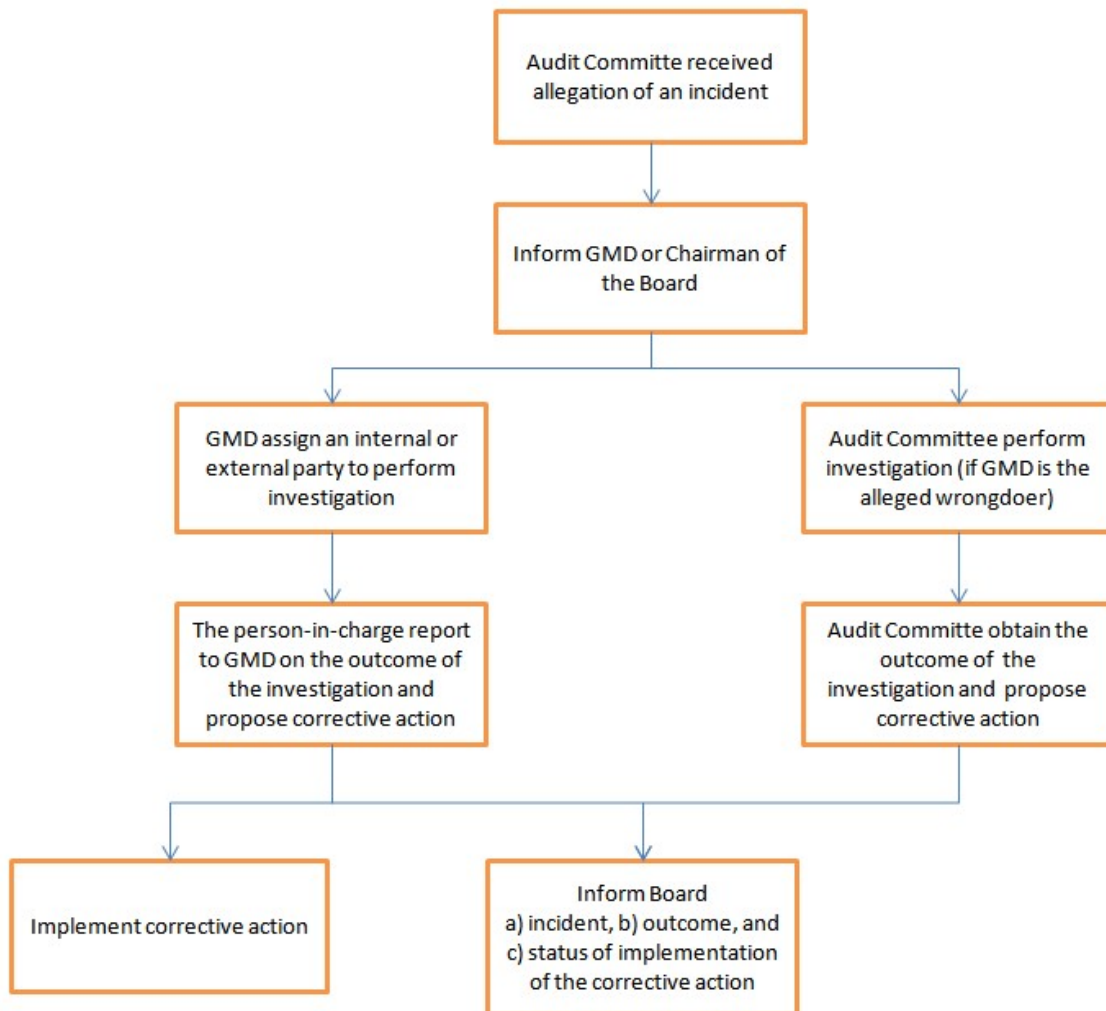 Audit Committe received
allegation of an incident
Inform GMD or Chairman of
the Board
GMD assign an internal or
external party to perform
investigation
Audit Committee perform
investigation (if GMD is the
alleged wrongdoer)
The person-in-charge report
to GMD on the outcome of
the investigation and
propose corrective action
Audit Committe obtain the
outcome of the
investigation and propose
corrective action
Implement corrective action
Inform Board
a) incident, b) outcome, and
c) status of implementation
of the corrective action